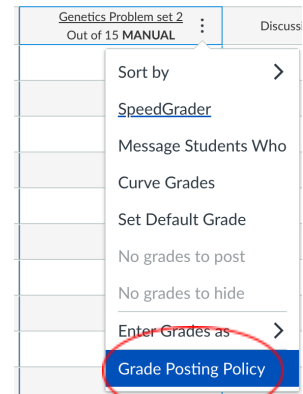 Genetics Problem set 2
Out of 15 MANUAL
Discuss
Sort by
SpeedGrader
Message Students Who
Curve Grades
Set Default Grade
No grades to post
No grades to hide
Enter Grades as
Grade Posting Policy